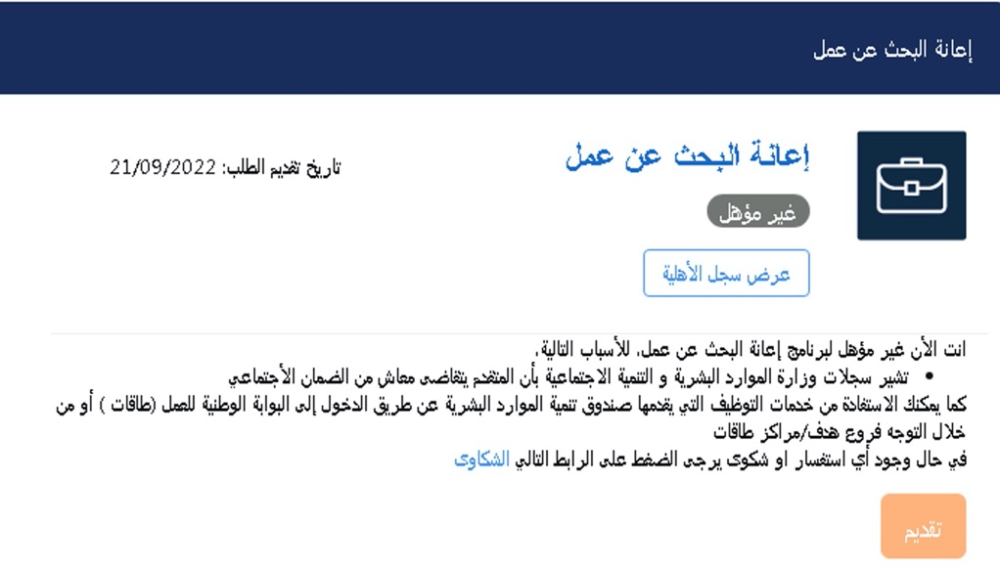 إعانة البحث عن عمل
إعانة البحث عن عمل
تاريخ تقديم الطلب: 21/09/2022
غير مؤهل
عرض سجل الأهلية
انت الأن غير مؤهل لبرنامج إعانة البحث عن عمل. للأسباب التالية.
• تشير سجلات وزارة الموارد البشرية و التنمية الاجتماعية بأن المتقدم يتقاضى معاش من الضمان الأجتماعي
كما يمكنك الاستفادة من خدمات التوظيف التي يقدمها صندوق تنمية الموارد البشرية عن طريق الدخول إلى البوابة الوطنية للعمل (طاقات ) أو من
خلال التوجه فروع هدف/مراكز طاقات
في حال وجود أي استفسار او شكوى يرجى الضغط على الرابط التالي الشكاوى
تقديم